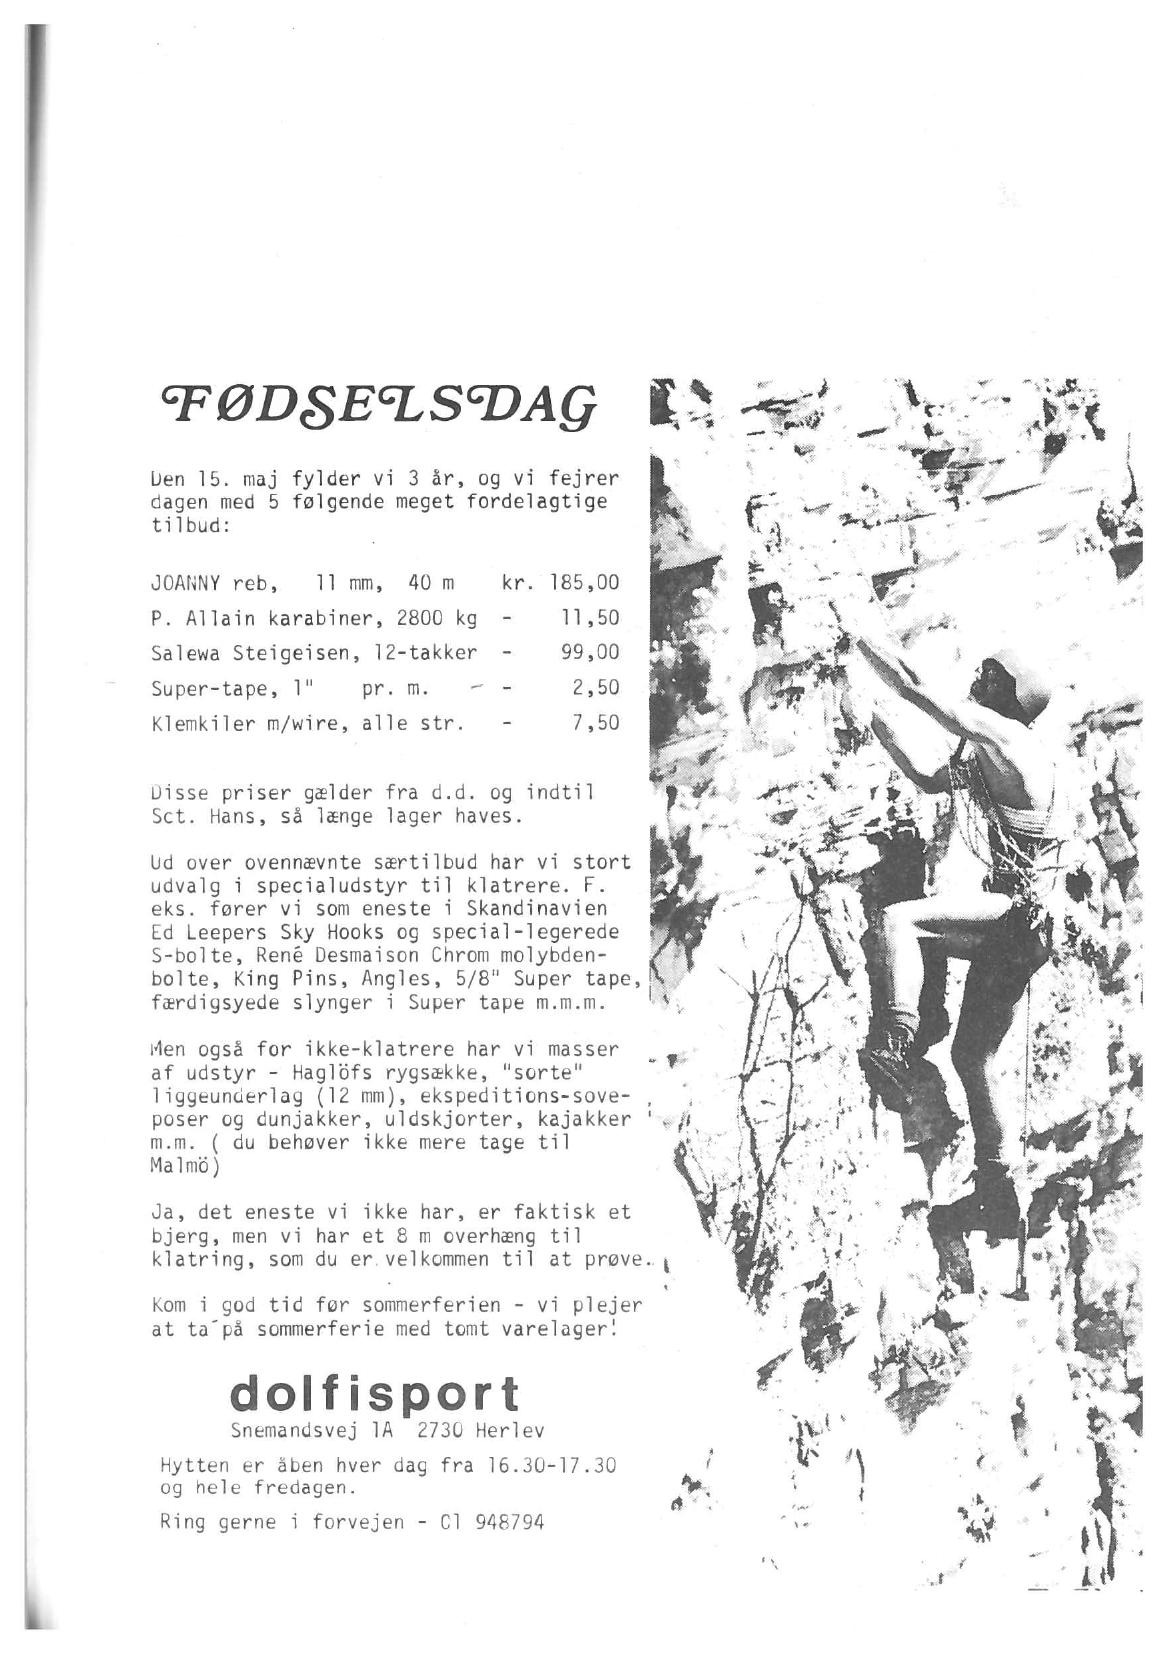 FØDSELSDAG
Den 15. maj fylder vi 3 år, og vi fejrer
dagen med 5 følgende meget fordelagtige
tilbud:
JOANNY reb, 11 mm, 40 m kr. 185,00
P. Allain karabiner, 2800 kg - 11,50
Salewa Steigeisen, 12-takker - 99,00
Super-tape, 1" pr. m. - - 2,50
Klemkiler m/wire, alle str. - 7,50
Disse priser gælder fra d.d. og indtil
Sct. Hans, så længe lager haves.
Ud over ovennævnte særtilbud har vi stort
udvalg i specialudstyr til klatrere. F.
eks. fører vi som eneste i Skandinavien
Ed Leepers Sky Hooks og special-legerede
S-bolte, René Desmaison Chrom molybden-
bolte, King Pins, Angles, 5/8" Super tape,
færdigsyede slynger i Super tape m.m.m.
Men også for ikke-klatrere har vi masser
af udstyr - Haglöfs rygsække, "sorte"
liggeunderlag (12 mm), ekspeditions-sove-
poser og dunjakker, uldskjorter, kajakker
m.m. ( du behøver ikke mere tage til
Malmö)
Ja, det eneste vi ikke har, er faktisk et
bjerg, men vi har et 8 m overhæng til
klatring, som du er velkommen til at prøve.
Kom i god tid før sommerferien - vi plejer
at ta´på sommerferie med tomt varelager!
dolfisport
Snemandsvej 1A 2730 Herlev
Hytten er åben hver dag fra 16.30-17.30
og hele fredagen.
Ring gerne i forvejen - 01 948794